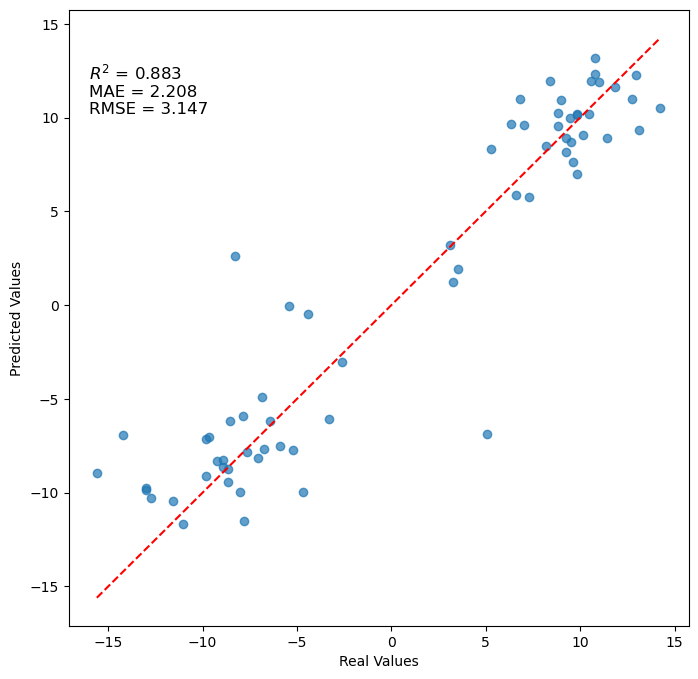 R² = 0.883
MAE = 2.208
RMSE = 3.147
15
10
5
0
−5
−10
−15
Predicted Values
−15 −10 −5 0 5 10 15
Real Values